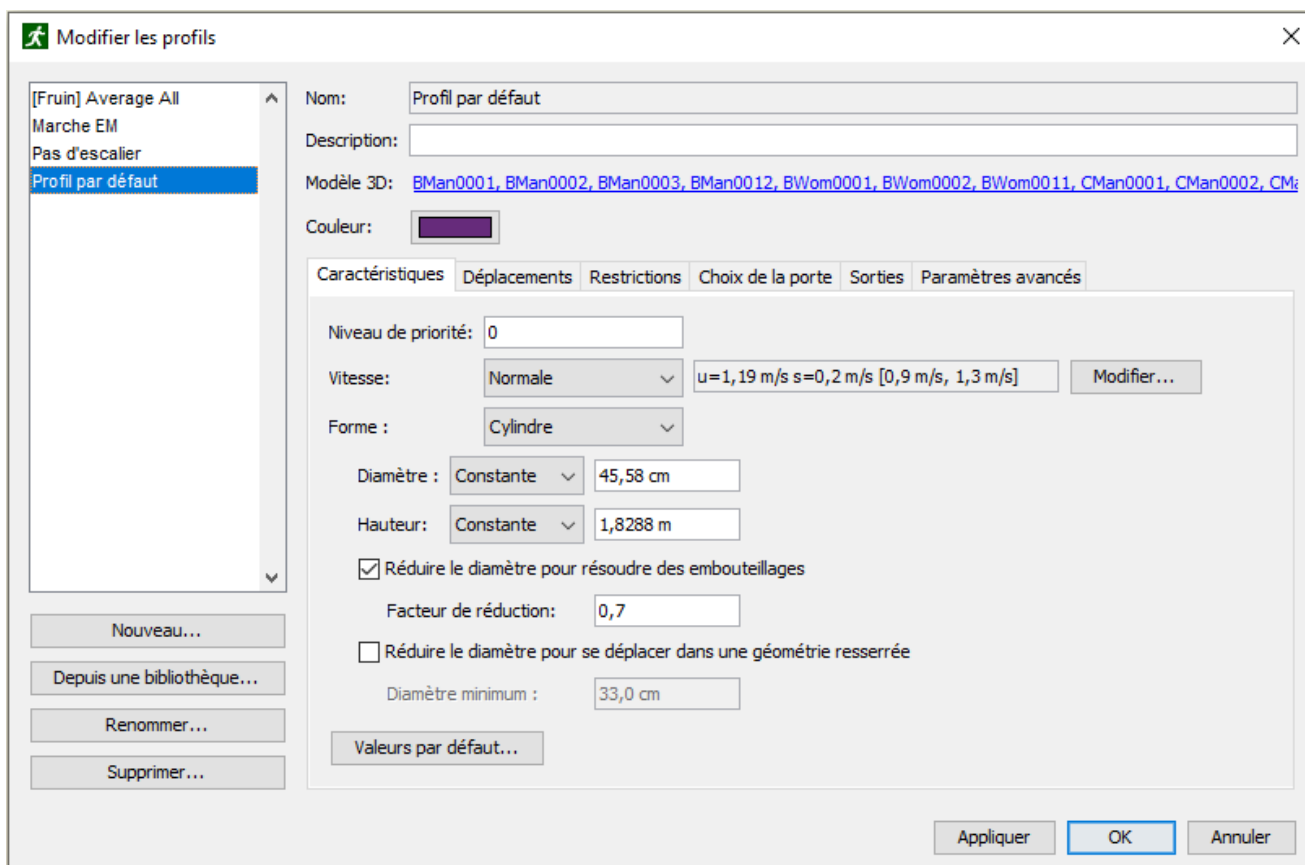 Modifier les profils
[Fruin] Average All
Marche EM
Pas d'escalier
Profil par défaut
Nouveau...
Depuis une bibliothèque...
Renommer...
Supprimer...
Nom: Profil par défaut
Description:
Modèle 3D: BMan0001, BMan0002, BMan0003, BMan0012, BWom0001, BWom0002, BWom0011, CMan0001, CMan0002, CMa
Couleur:
Caractéristiques Déplacements Restrictions Choix de la porte Sorties Paramètres avancés
Niveau de priorité: 0
Vitesse: Normale u=1,19 m/s s=0,2 m/s [0,9 m/s, 1,3 m/s] Modifier...
Forme : Cylindre
Diamètre : Constante 45,58 cm
Hauteur: Constante 1,8288 m
Réduire le diamètre pour résoudre des embouteillages
Facteur de réduction: 0,7
Réduire le diamètre pour se déplacer dans une géométrie resserrée
Diamètre minimum : 33,0 cm
Valeurs par défaut...
Appliquer OK Annuler